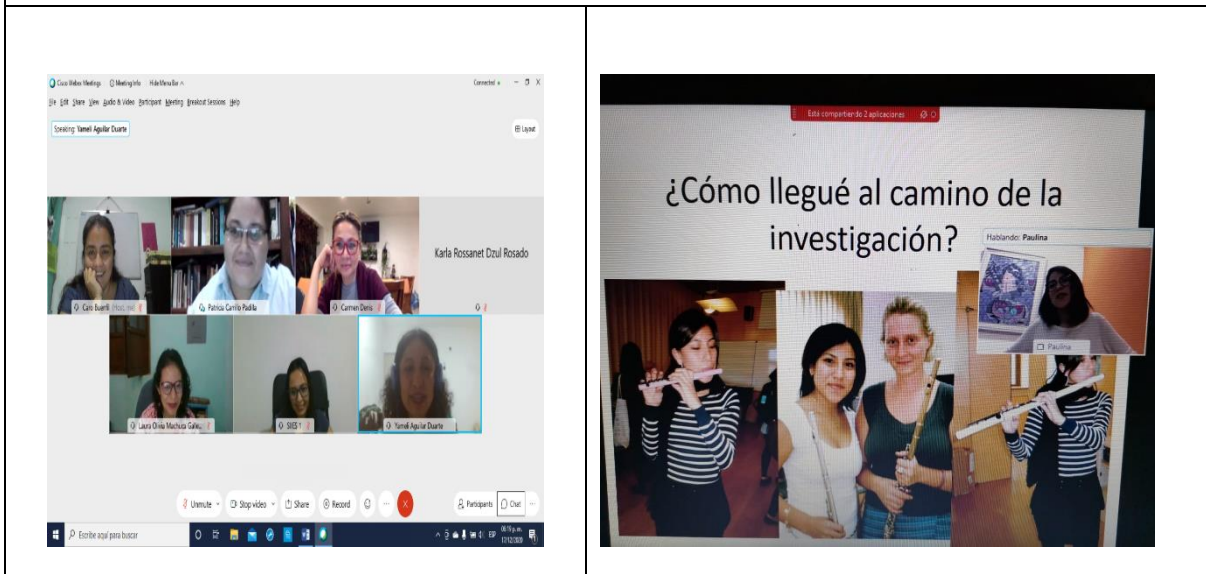 Cisco Webex Meetings Meeting Info Hide Menu Bar Connected
File Edit Share View Audio & Video Participant Meeting Breakout Sessions Help
Speaking: Yameli Aguilar Duarte
Layout
Karla Rossanet Dzul Rosado
Patricia Carrillo Padilla
Carmen Denis
SIES 1
Yameli Aguilar Duarte
Unmute Stop video Share Record
Participants Chat
Escribe aquí para buscar
ESP
Está compartiendo 2 aplicaciones
¿Cómo llegué al camino de la
investigación?
Hablando: Paulina
Paulina